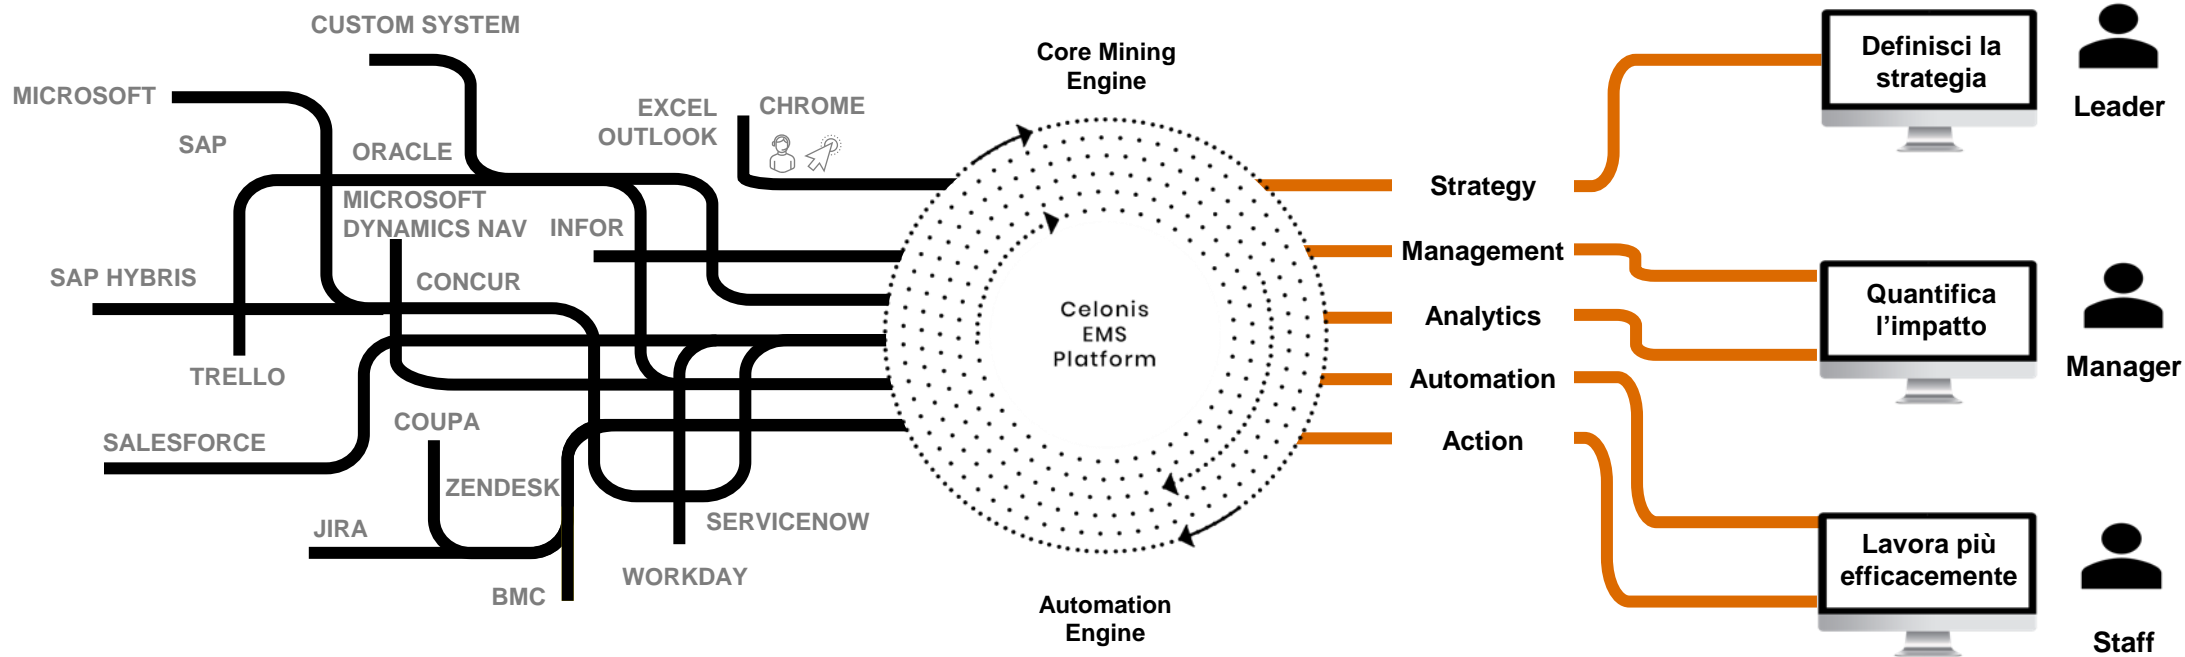 CUSTOM SYSTEM
MICROSOFT
SAP
ORACLE
EXCEL
OUTLOOK
CHROME
MICROSOFT
DYNAMICS NAV
INFOR
SAP HYBRIS
CONCUR
TRELLO
COUPA
SALESFORCE
ZENDESK
JIRA
SERVICENOW
WORKDAY
BMC
Core Mining
Engine
Celonis
EMS
Platform
Automation
Engine
Strategy
Management
Analytics
Automation
Action
Definisci la
strategia
Leader
Quantifica
l’impatto
Manager
Lavora più
efficacemente
Staff